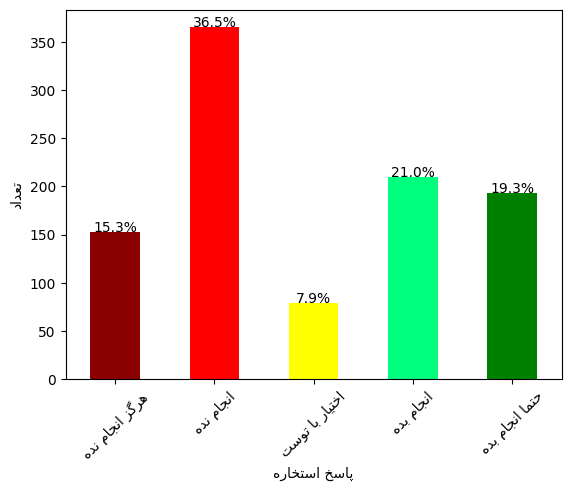 تعداد
350
300
250
200
150
100
50
0
15.3%
36.5%
7.9%
21.0%
19.3%
هرگز انجام نده
انجام نده
اختیار با توست
انجام بده
حتما انجام بده
پاسخ استخاره